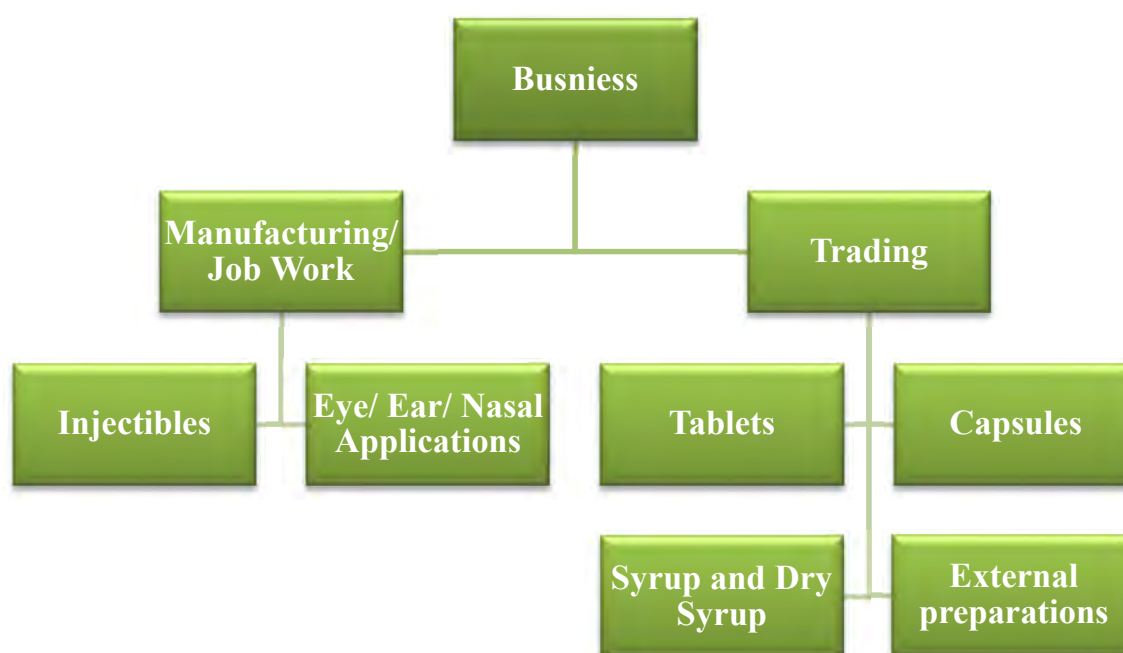 Busniess
Manufacturing/
Job Work
Trading
Injectibles
Eye/ Ear/ Nasal
Applications
Tablets
Capsules
Syrup and Dry
Syrup
External
preparations